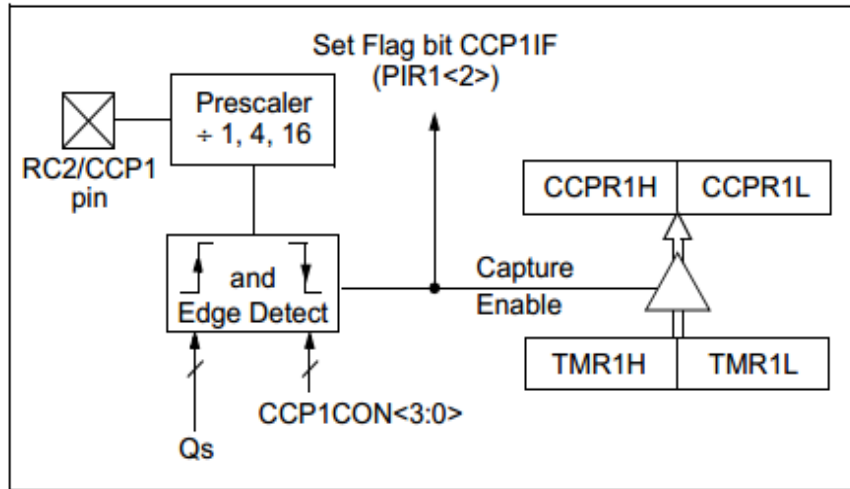 Set Flag bit CCP1IF
(PIR1<2>)
Prescaler
÷ 1, 4, 16
RC2/CCP1
pin
CCPR1H CCPR1L
and
Edge Detect
Capture
Enable
TMR1H TMR1L
CCP1CON<3:0>
Qs